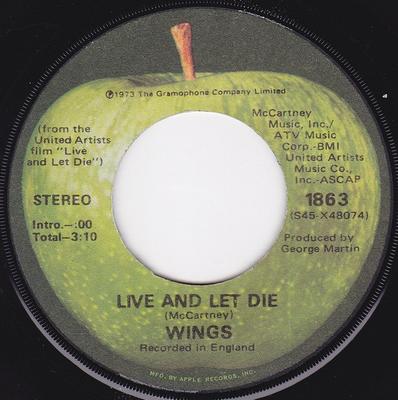 ℗1973 The Gramophone Company Limited
(from the
United Artists
film "Live
and Let Die")
McCartney
Music, Inc./
ATV Music
Corp.-BMI
United Artists
Music Co.,
Inc.-ASCAP
STEREO
Intro.-:00
Total-3:10
1863
(S45-X48074)
Produced by
George Martin
LIVE AND LET DIE
(McCartney)
WINGS
Recorded in England
MFD. BY APPLE RECORDS, INC.